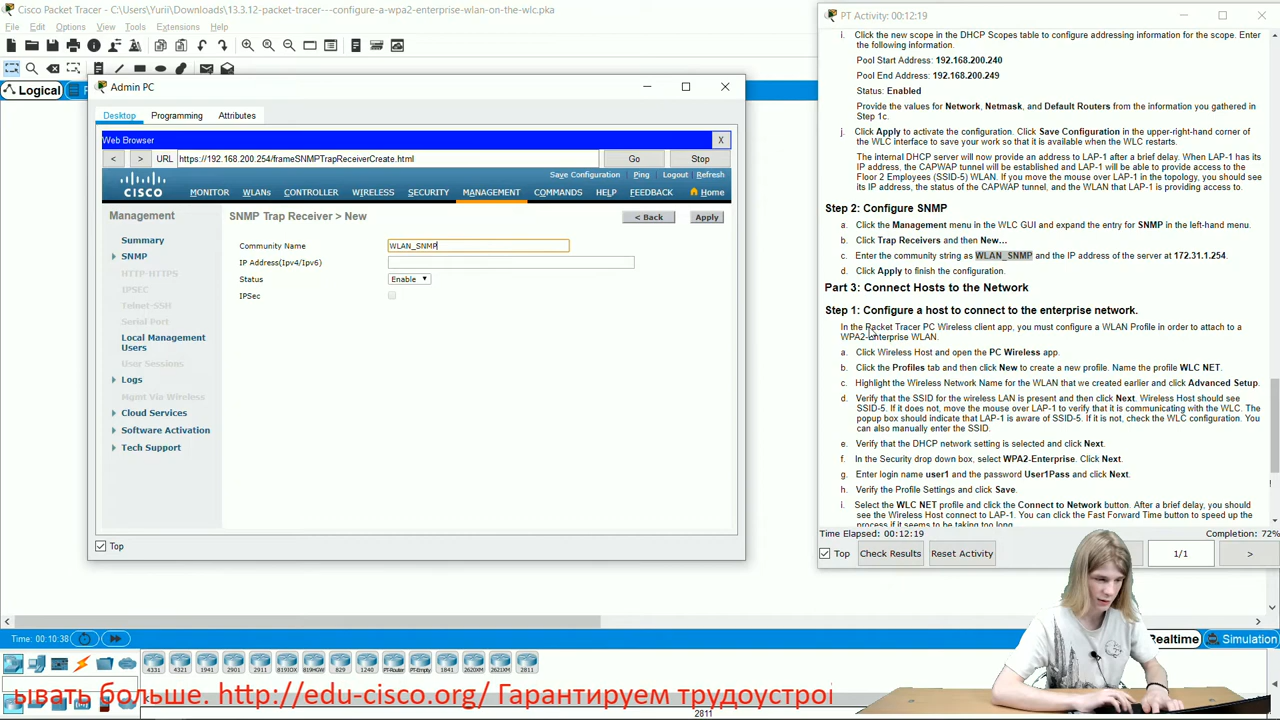 Cisco Packet Tracer - C:\Users\Yurii\Downloads\13.3.12-packet-tracer---configure-a-wpa2-enterprise-wlan-on-the-wlc.pka
File Edit Options View Tools Extensions Help
Logical
Admin PC
Desktop Programming Attributes
Web Browser X
< > URL https://192.168.200.254/frameSNMPTrapReceiverCreate.html Go Stop
Save Configuration Ping Logout Refresh
CISCO MONITOR WLANs CONTROLLER WIRELESS SECURITY MANAGEMENT COMMANDS HELP FEEDBACK Home
Management
Summary
SNMP
HTTP-HTTPS
IPSEC
Telnet-SSH
Serial Port
Local Management
Users
User Sessions
Logs
Mgmt Via Wireless
Cloud Services
Software Activation
Tech Support
SNMP Trap Receiver > New < Back Apply
Community Name WLAN_SNMP
IP Address(Ipv4/Ipv6)
Status Enable
IPSec
Top
PT Activity: 00:12:19
i. Click the new scope in the DHCP Scopes table to configure addressing information for the scope. Enter
the following information.
Pool Start Address: 192.168.200.240
Pool End Address: 192.168.200.249
Status: Enabled
Provide the values for Network, Netmask, and Default Routers from the information you gathered in
Step 1c.
j. Click Apply to activate the configuration. Click Save Configuration in the upper-right-hand corner of
the WLC interface to save your work so that it is available when the WLC restarts.
The internal DHCP server will now provide an address to LAP-1 after a brief delay. When LAP-1 has its
IP address, the CAPWAP tunnel will be established and LAP-1 will be able to provide access to the
Floor 2 Employees (SSID-5) WLAN. If you move the mouse over LAP-1 in the topology, you should see
its IP address, the status of the CAPWAP tunnel, and the WLAN that LAP-1 is providing access to.
Step 2: Configure SNMP
a. Click the Management menu in the WLC GUI and expand the entry for SNMP in the left-hand menu.
b. Click Trap Receivers and then New...
c. Enter the community string as WLAN_SNMP and the IP address of the server at 172.31.1.254.
d. Click Apply to finish the configuration.
Part 3: Connect Hosts to the Network
Step 1: Configure a host to connect to the enterprise network.
In the Packet Tracer PC Wireless client app, you must configure a WLAN Profile in order to attach to a
WPA2-Enterprise WLAN.
a. Click Wireless Host and open the PC Wireless app.
b. Click the Profiles tab and then click New to create a new profile. Name the profile WLC NET.
c. Highlight the Wireless Network Name for the WLAN that we created earlier and click Advanced Setup.
d. Verify that the SSID for the wireless LAN is present and then click Next. Wireless Host should see
SSID-5. If it does not, move the mouse over LAP-1 to verify that it is communicating with the WLC. The
popup box should indicate that LAP-1 is aware of SSID-5. If it is not, check the WLC configuration. You
can also manually enter the SSID.
e. Verify that the DHCP network setting is selected and click Next.
f. In the Security drop down box, select WPA2-Enterprise. Click Next.
g. Enter login name user1 and the password User1Pass and click Next.
h. Verify the Profile Settings and click Save.
i. Select the WLC NET profile and click the Connect to Network button. After a brief delay, you should
see the Wireless Host connect to LAP-1. You can click the Fast Forward Time button to speed up the
process if it seems to be taking too long.
Time Elapsed: 00:12:19 Completion: 72%
Top Check Results Reset Activity 1/1 >
Time: 00:10:38 Realtime Simulation
4331 4321 1941 2901 2911 819IOX 819HGW 829 1240 PT-Router PT-Empty 1841 2620XM 2621XM 2811
ывать больше. http://edu-cisco.org/ Гарантируем трудоустрої
2811